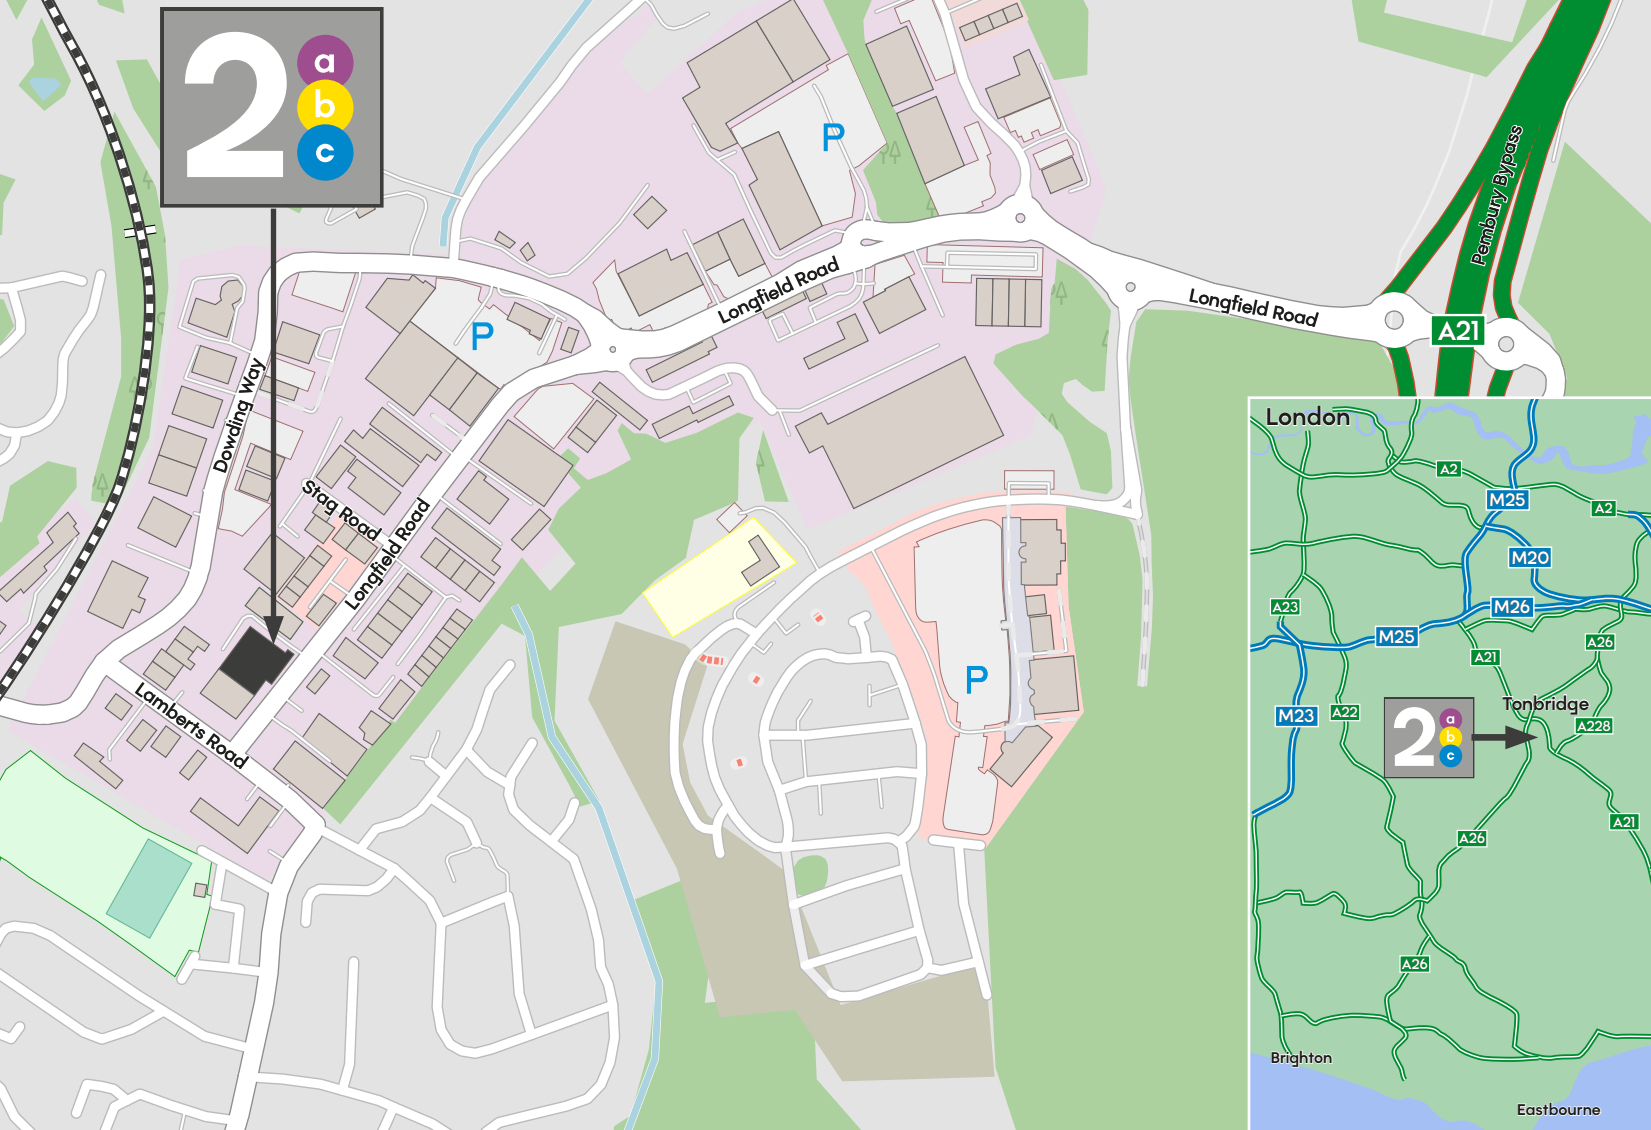 2
a
b
c
P
P
P
Longfield Road
Longfield Road
Longfield Road
Dowding Way
Stag Road
Lamberts Road
Pembury Bypass
A21
London
A2
M25
A2
M20
A23
M26
M25
A26
A21
M23
A22
Tonbridge
A228
2
a
b
c
A21
A26
A26
Brighton
Eastbourne